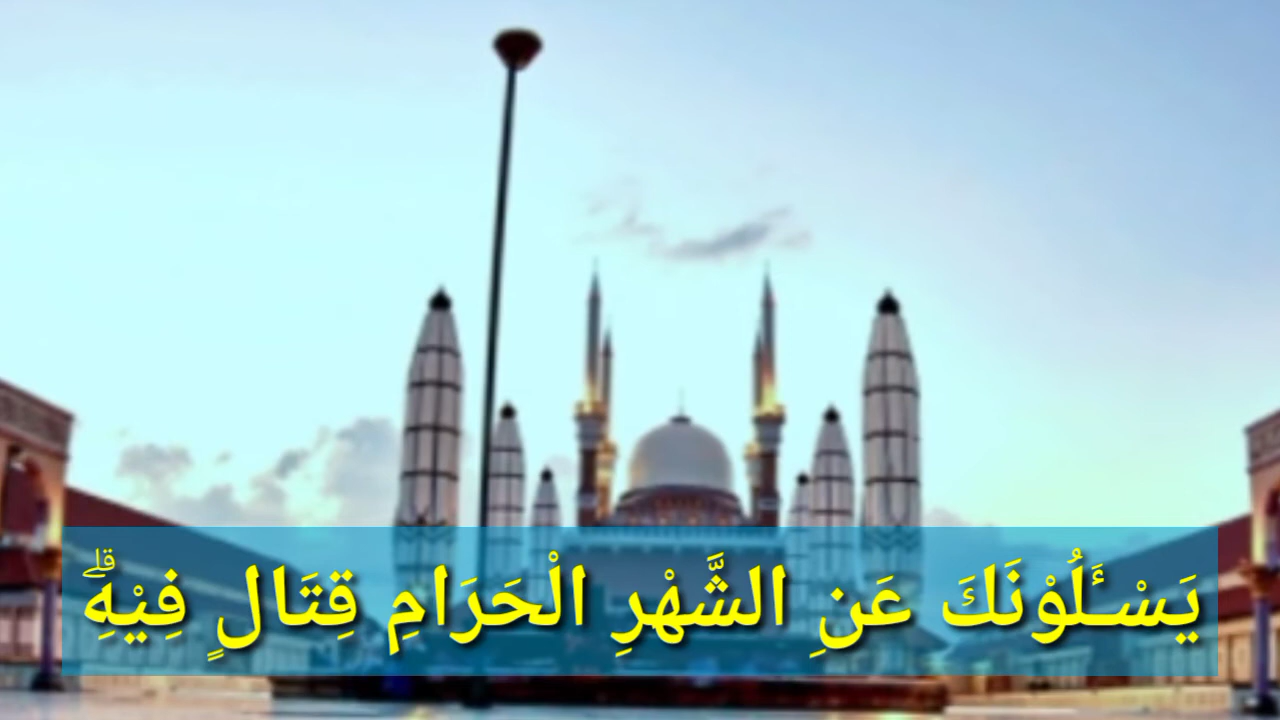 يَسْـَٔلُوْنَكَ عَنِ الشَّهْرِ الْحَرَامِ قِتَالٍ فِيْهِۗ